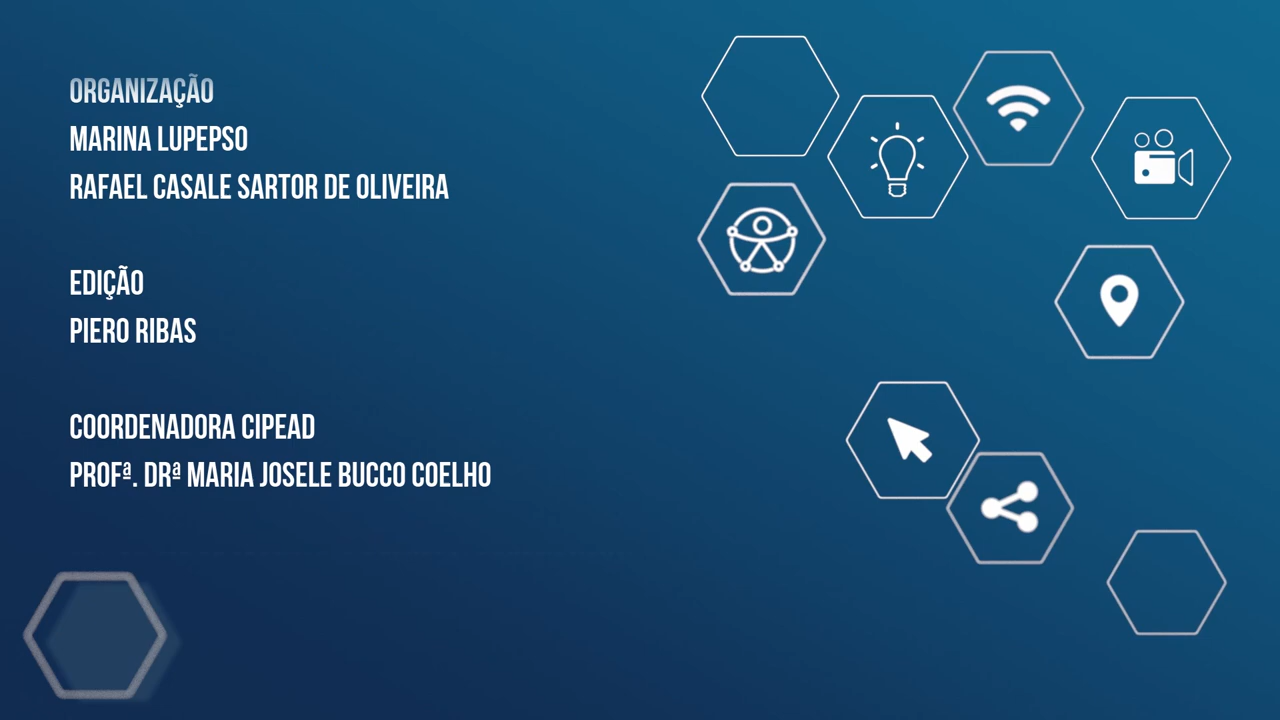 ORGANIZAÇÃO
MARINA LUPEPSO
RAFAEL CASALE SARTOR DE OLIVEIRA
EDIÇÃO
PIERO RIBAS
COORDENADORA CIPEAD
PROFª. DRª MARIA JOSELE BUCCO COELHO